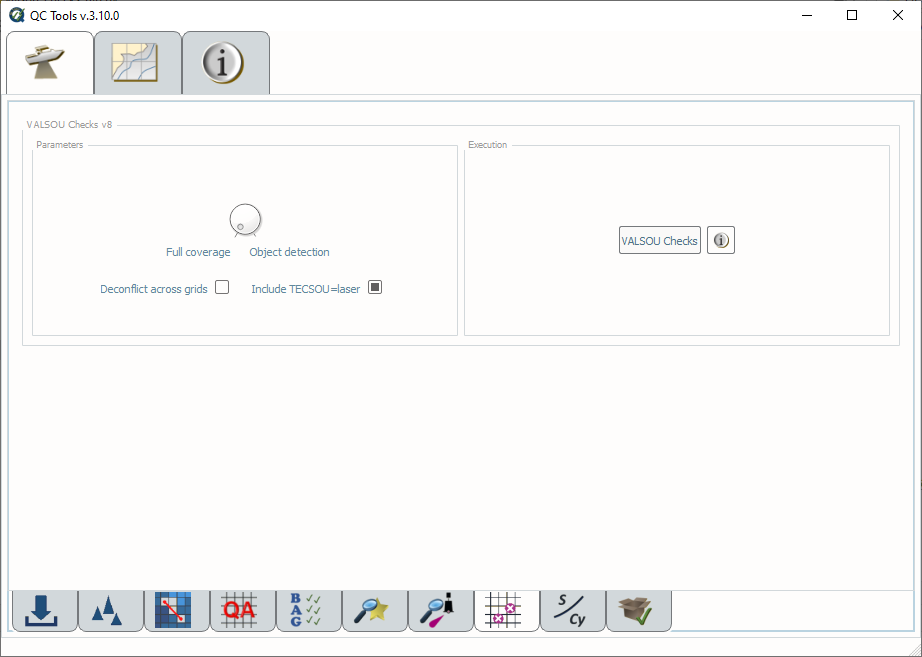 QC Tools v.3.10.0
i
VALSOU Checks v8
Parameters
Execution
Full coverage
Object detection
VALSOU Checks
i
Deconflict across grids
Include TECSOU=laser
QA
B
A
G
S/Cy